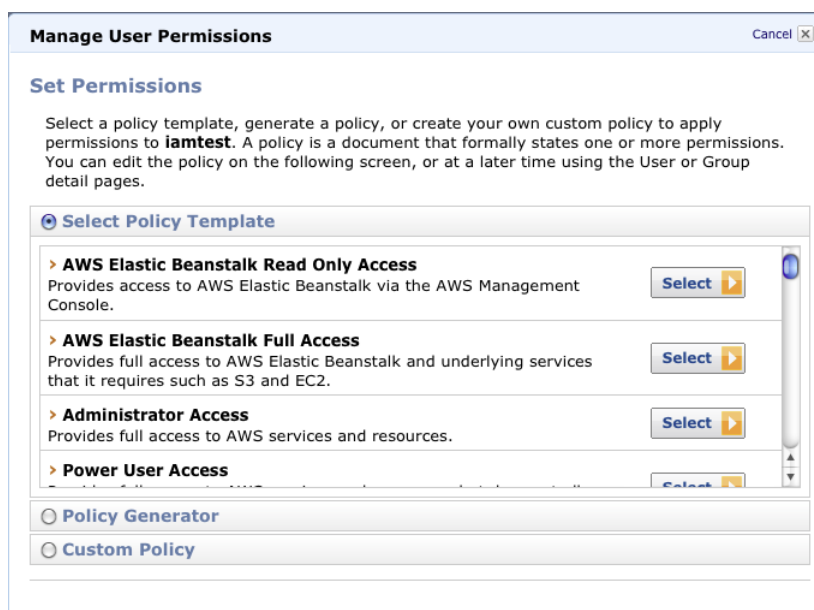 Manage User Permissions
Cancel
Set Permissions
Select a policy template, generate a policy, or create your own custom policy to apply
permissions to iamtest. A policy is a document that formally states one or more permissions.
You can edit the policy on the following screen, or at a later time using the User or Group
detail pages.
Select Policy Template
AWS Elastic Beanstalk Read Only Access
Provides access to AWS Elastic Beanstalk via the AWS Management
Console.
Select
AWS Elastic Beanstalk Full Access
Provides full access to AWS Elastic Beanstalk and underlying services
that it requires such as S3 and EC2.
Select
Administrator Access
Provides full access to AWS services and resources.
Select
Power User Access
Select
Policy Generator
Custom Policy